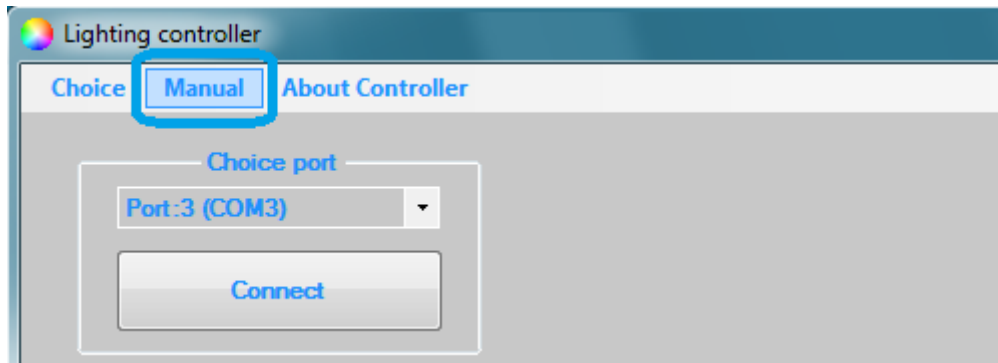 Lighting controller
Choice Manual About Controller
Choice port
Port:3 (COM3)
Connect